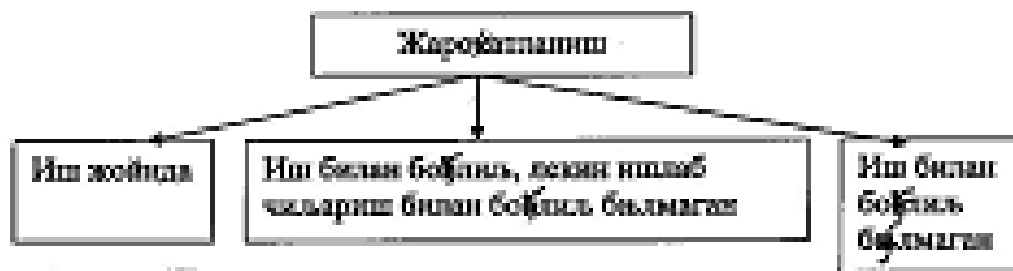 Жароҳатланиш
Иш жойида
Иш билан боғлиқ, лекин ишлаб
чиқариш билан боғлиқ бўлмаган
Иш билан
боғлиқ
бўлмаган